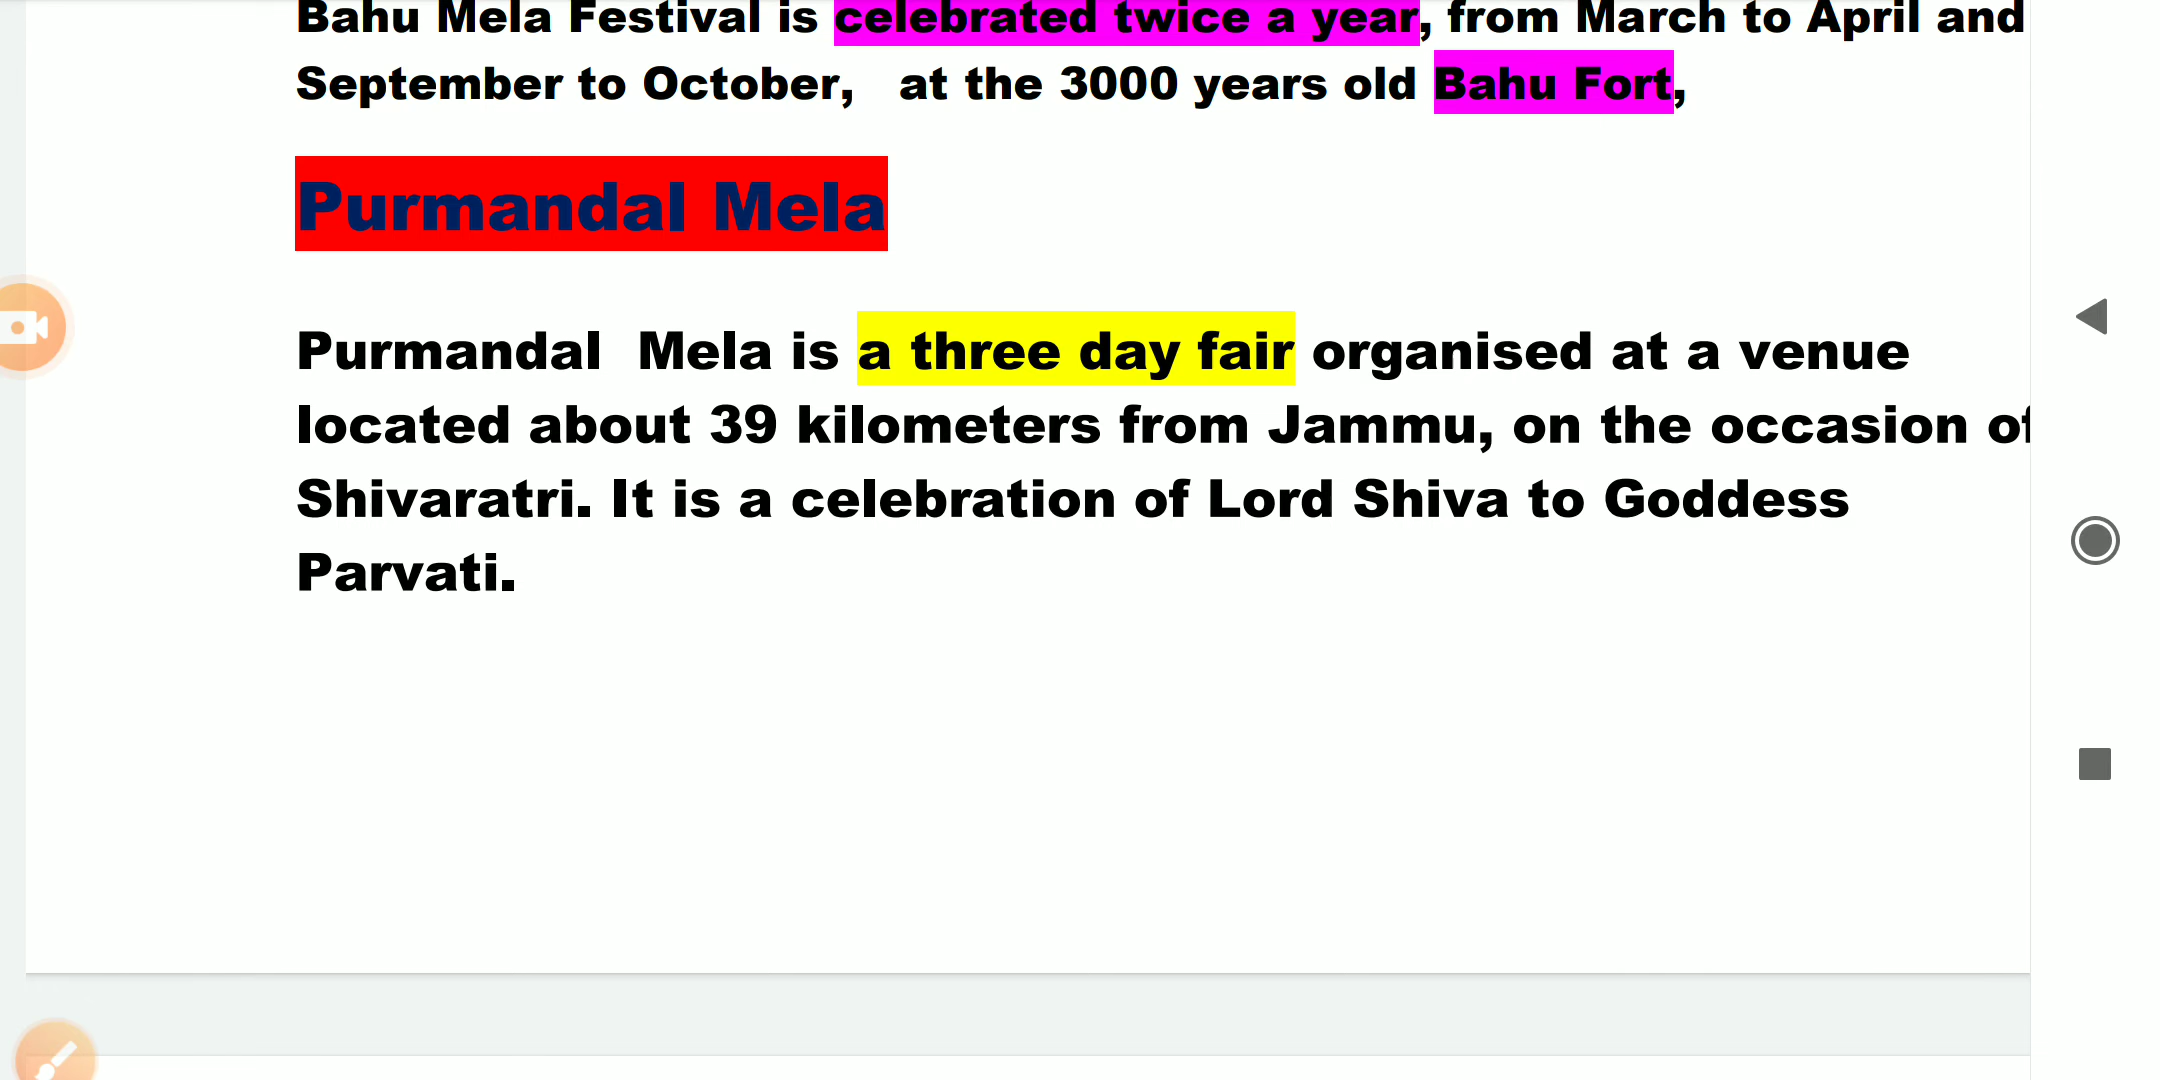 Bahu Mela Festival is celebrated twice a year, from March to April and
September to October, at the 3000 years old Bahu Fort,
Purmandal Mela
Purmandal Mela is a three day fair organised at a venue
located about 39 kilometers from Jammu, on the occasion of
Shivaratri. It is a celebration of Lord Shiva to Goddess
Parvati.